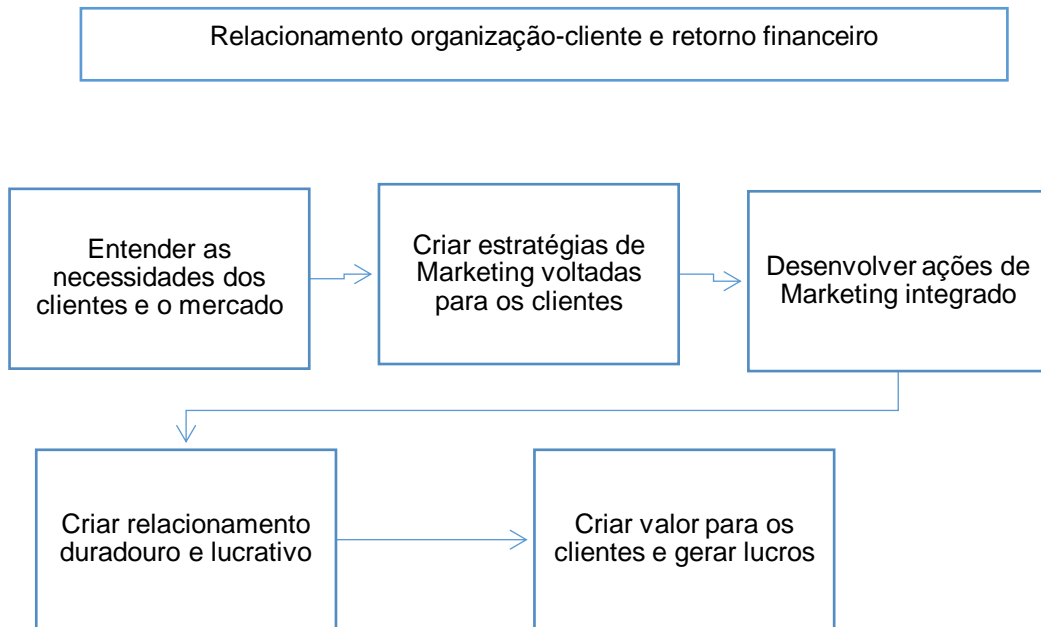 Relacionamento organização-cliente e retorno financeiro
Entender as
necessidades dos
clientes e o mercado
Criar estratégias de
Marketing voltadas
para os clientes
Desenvolver ações de
Marketing integrado
Criar relacionamento
duradouro e lucrativo
Criar valor para os
clientes e gerar lucros